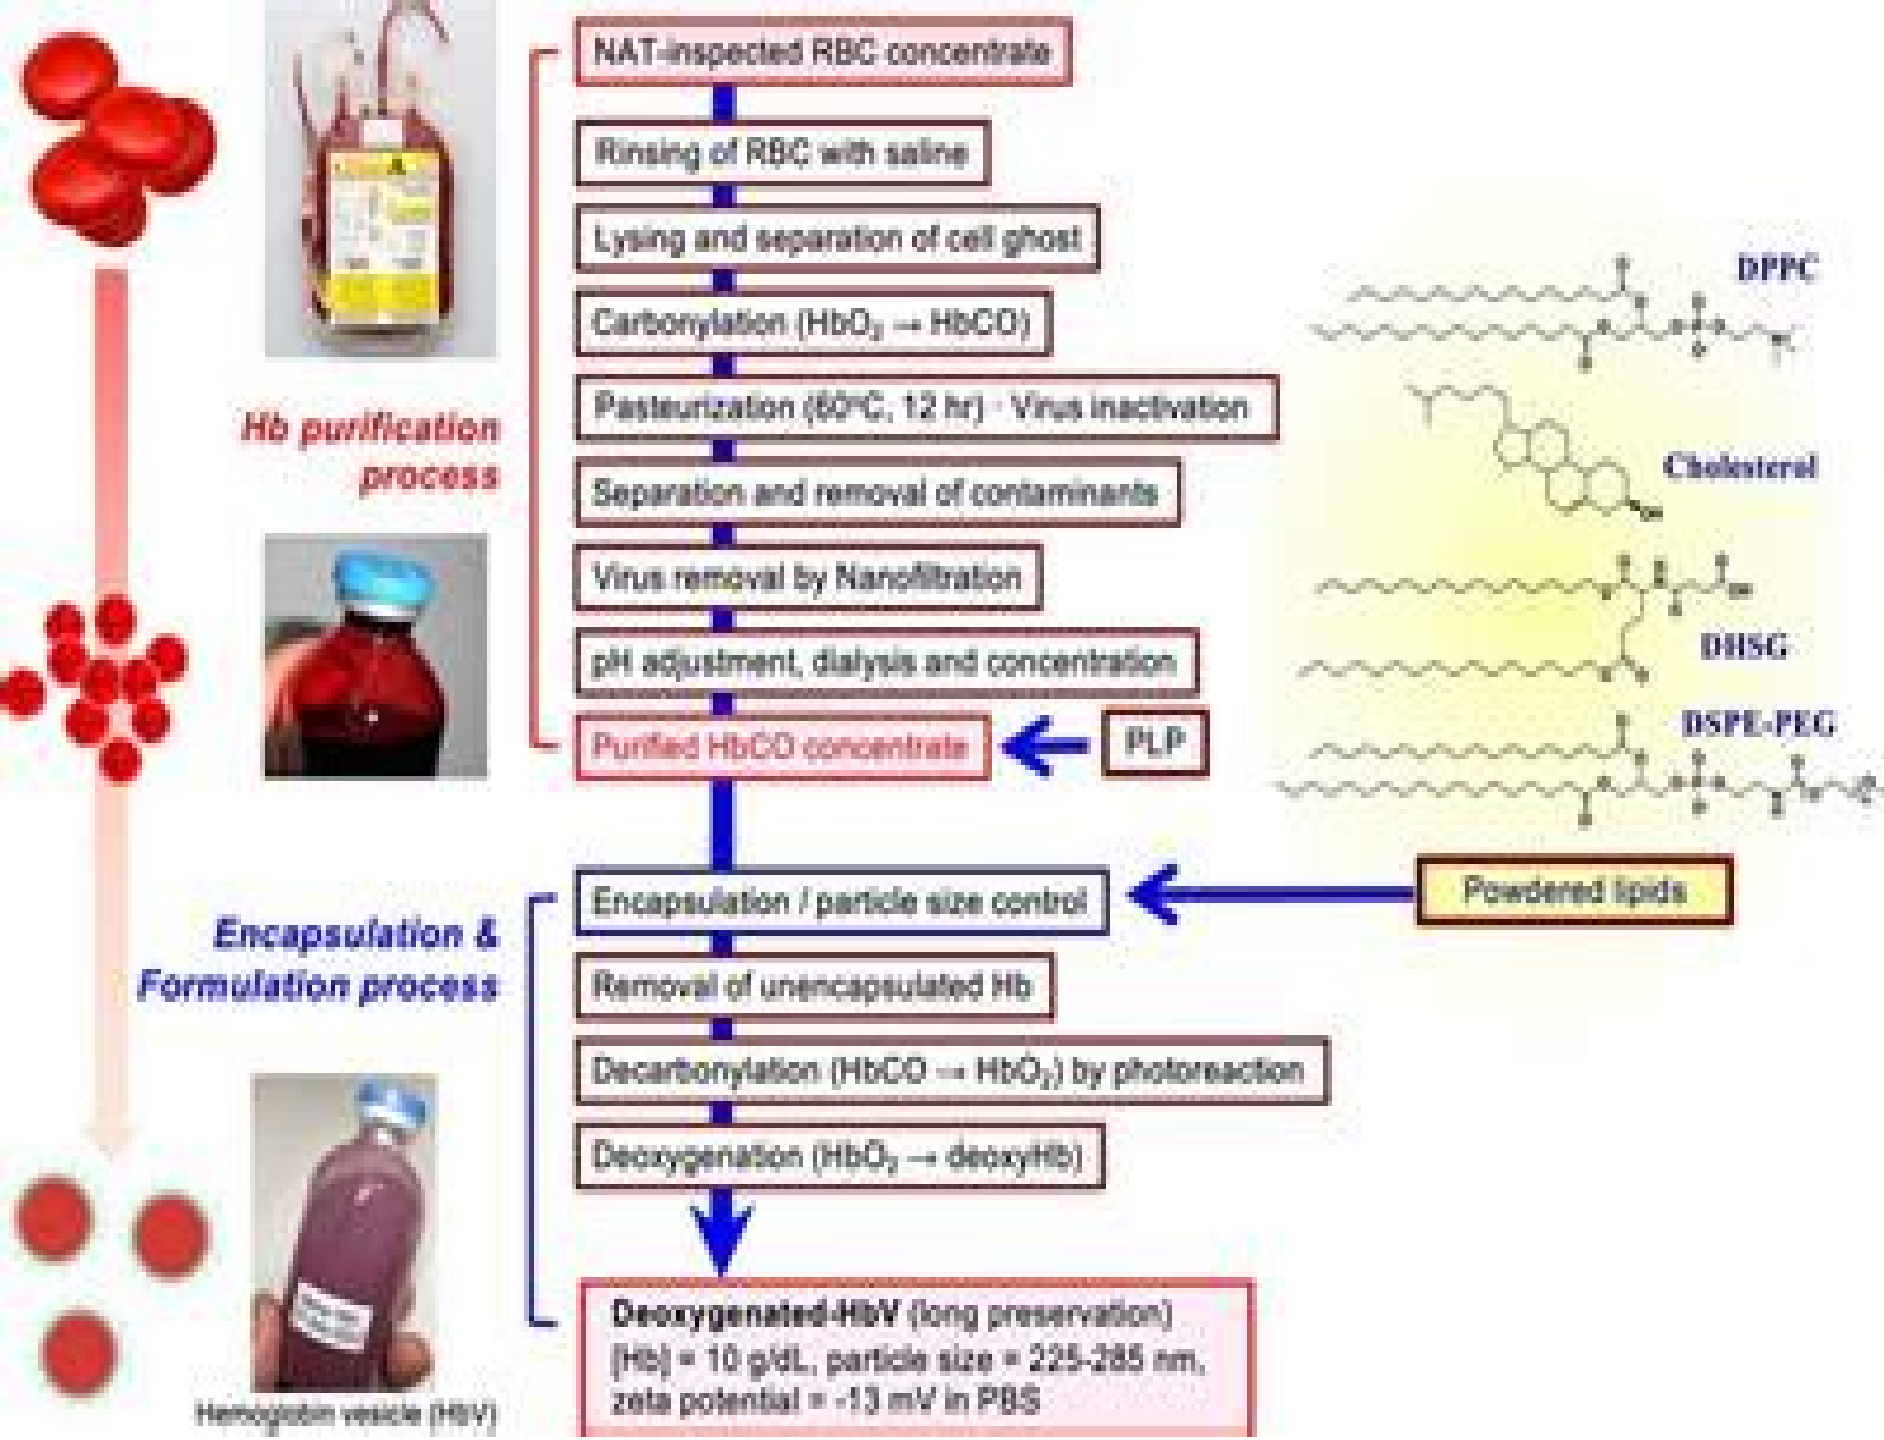 NAT-inspected RBC concentrate
Rinsing of RBC with saline
Lysing and separation of cell ghost
Carbonylation (HbO₂ → HbCO)
Pasteurization (60°C, 12 hr) · Virus inactivation
Separation and removal of contaminants
Virus removal by Nanofiltration
pH adjustment, dialysis and concentration
Purified HbCO concentrate
PLP
Hb purification
process
DPPC
Cholesterol
OH
DHSG
OH
DSPE-PEG
Powdered lipids
Encapsulation &
Formulation process
Encapsulation / particle size control
Removal of unencapsulated Hb
Decarbonylation (HbCO → HbO₂) by photoreaction
Deoxygenation (HbO₂ → deoxyHb)
Deoxygenated-HbV (long preservation)
[Hb] = 10 g/dL, particle size = 225-285 nm,
zeta potential = -13 mV in PBS
Hemoglobin vesicle (HbV)